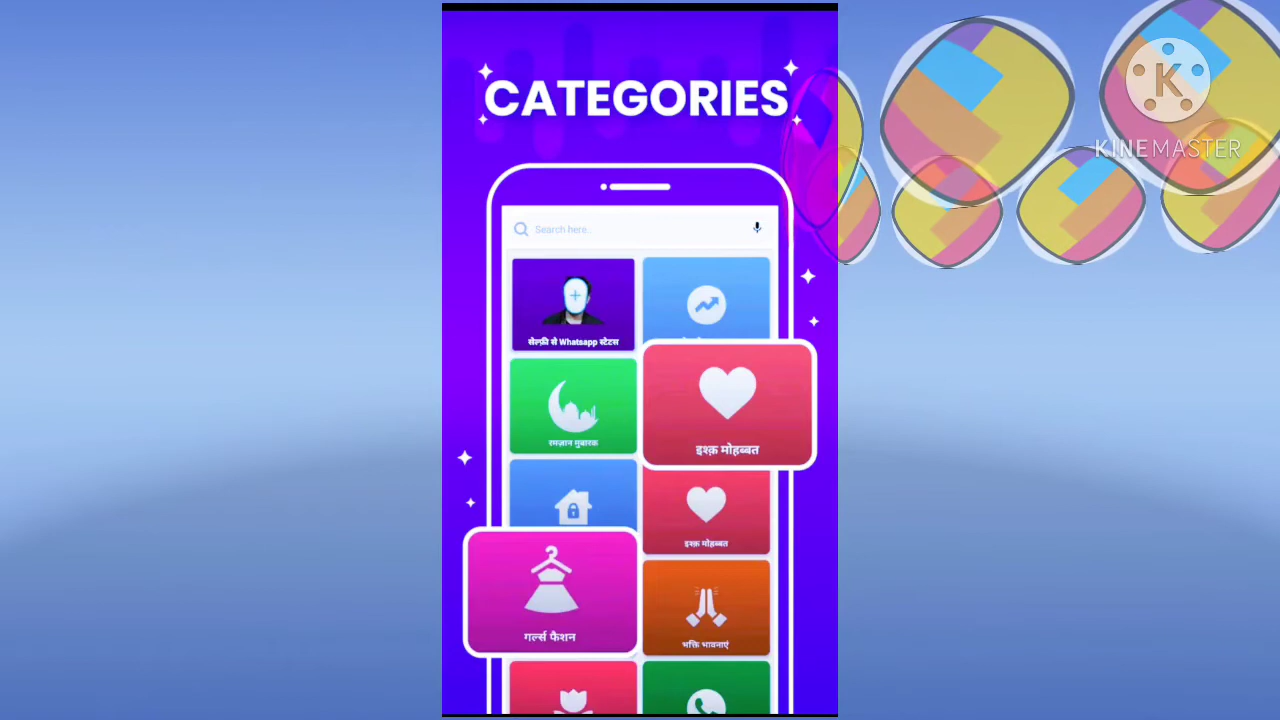 CATEGORIES
KINEMASTER
Search here..
सेल्फ़ी से Whatsapp स्टेटस
रमज़ान मुबारक
इश्क़ मोहब्बत
इश्क़ मोहब्बत
गर्ल्स फैशन
भक्ति भावनाएं